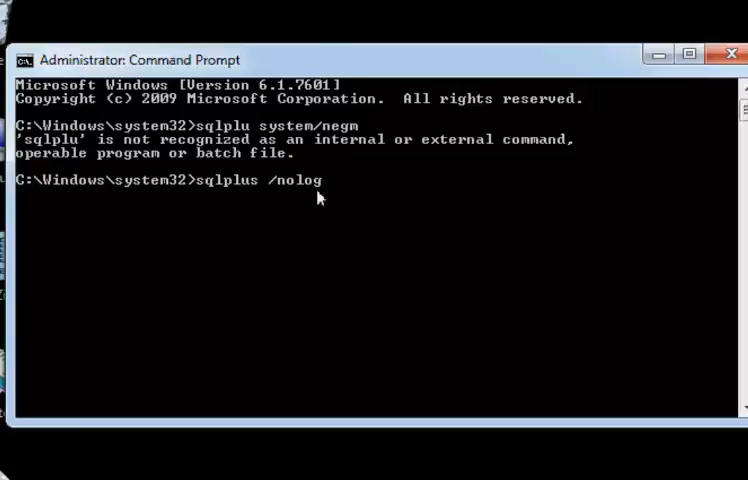 Administrator: Command Prompt
Microsoft Windows [Version 6.1.7601]
Copyright (c) 2009 Microsoft Corporation.  All rights reserved.
C:\Windows\system32>sqlplu system/negm
'sqlplu' is not recognized as an internal or external command,
operable program or batch file.
C:\Windows\system32>sqlplus /nolog